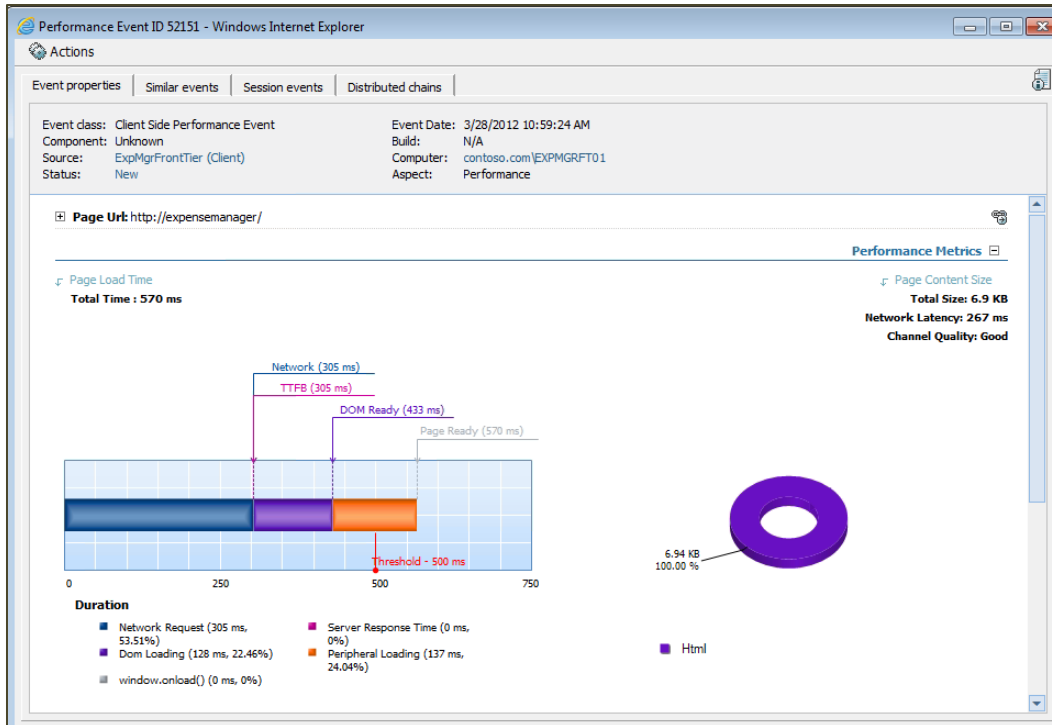 Performance Event ID 52151 - Windows Internet Explorer
Actions
Event properties
Similar events
Session events
Distributed chains
Event class: Client Side Performance Event
Component: Unknown
Source: ExpMgrFrontTier (Client)
Status: New
Event Date: 3/28/2012 10:59:24 AM
Build: N/A
Computer: contoso.com\EXPMGRFT01
Aspect: Performance
Page Url: http://expensemanager/
Performance Metrics
Page Load Time
Total Time : 570 ms
Page Content Size
Total Size: 6.9 KB
Network Latency: 267 ms
Channel Quality: Good
Network (305 ms)
TTFB (305 ms)
DOM Ready (433 ms)
Page Ready (570 ms)
Threshold - 500 ms
0 250 500 750
6.94 KB
100.00 %
Duration
Network Request (305 ms,
53.51%)
Dom Loading (128 ms, 22.46%)
window.onload() (0 ms, 0%)
Server Response Time (0 ms,
0%)
Peripheral Loading (137 ms,
24.04%)
Html